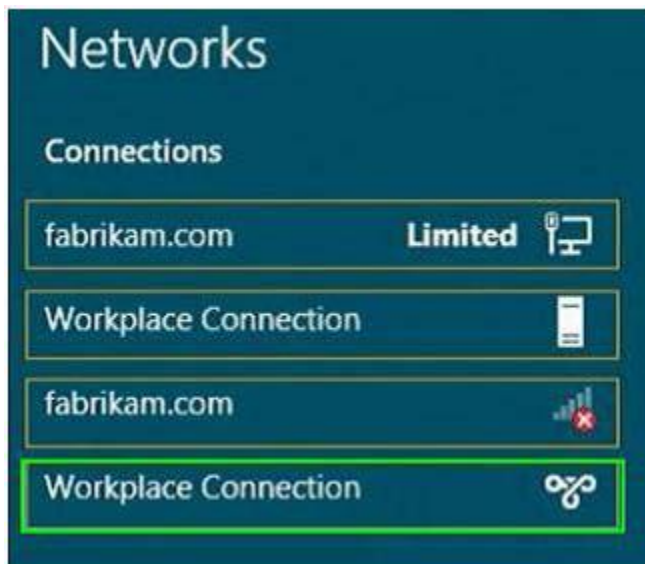 Networks
Connections
fabrikam.com Limited
Workplace Connection
fabrikam.com
Workplace Connection